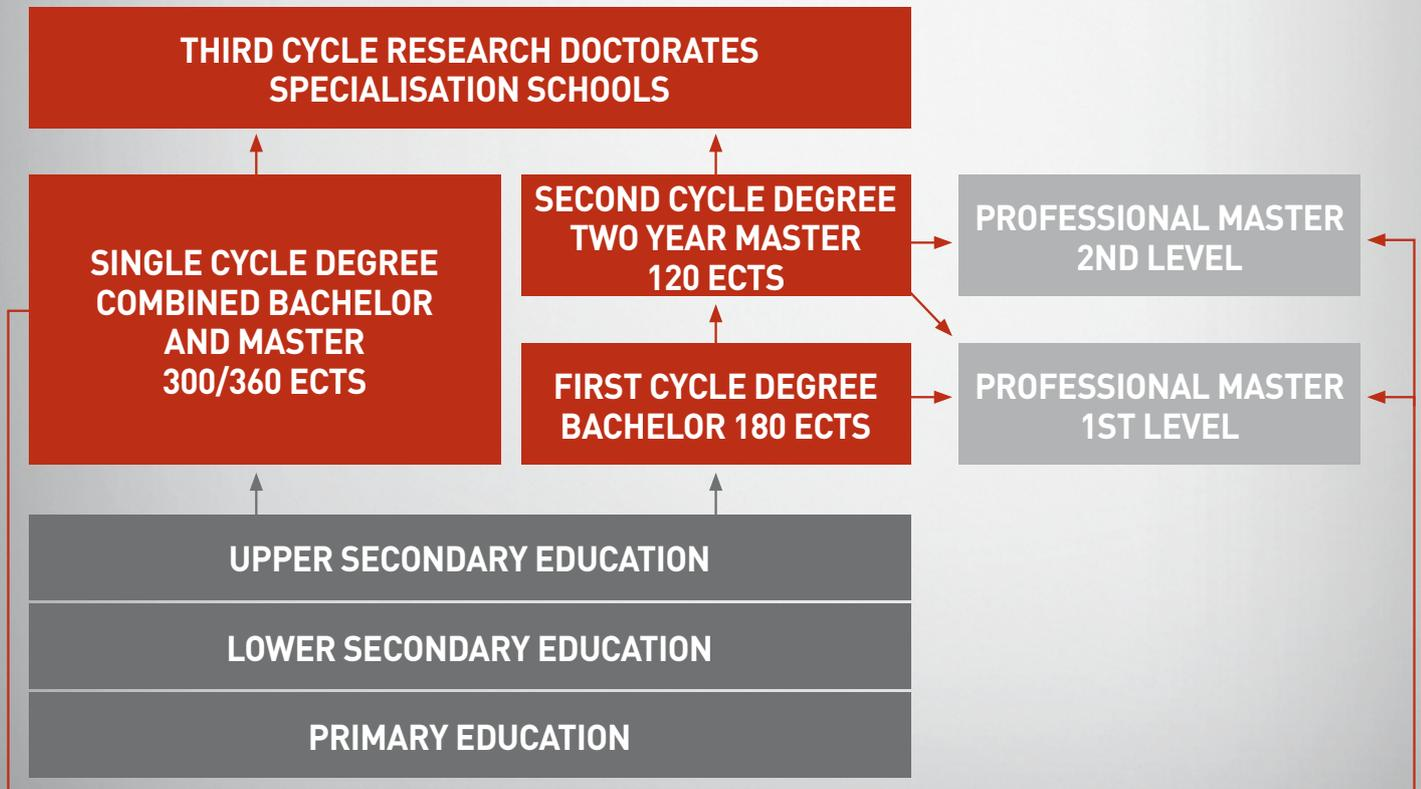 THIRD CYCLE RESEARCH DOCTORATES
SPECIALISATION SCHOOLS
SINGLE CYCLE DEGREE
COMBINED BACHELOR
AND MASTER
300/360 ECTS
SECOND CYCLE DEGREE
TWO YEAR MASTER
120 ECTS
PROFESSIONAL MASTER
2ND LEVEL
FIRST CYCLE DEGREE
BACHELOR 180 ECTS
PROFESSIONAL MASTER
1ST LEVEL
UPPER SECONDARY EDUCATION
LOWER SECONDARY EDUCATION
PRIMARY EDUCATION